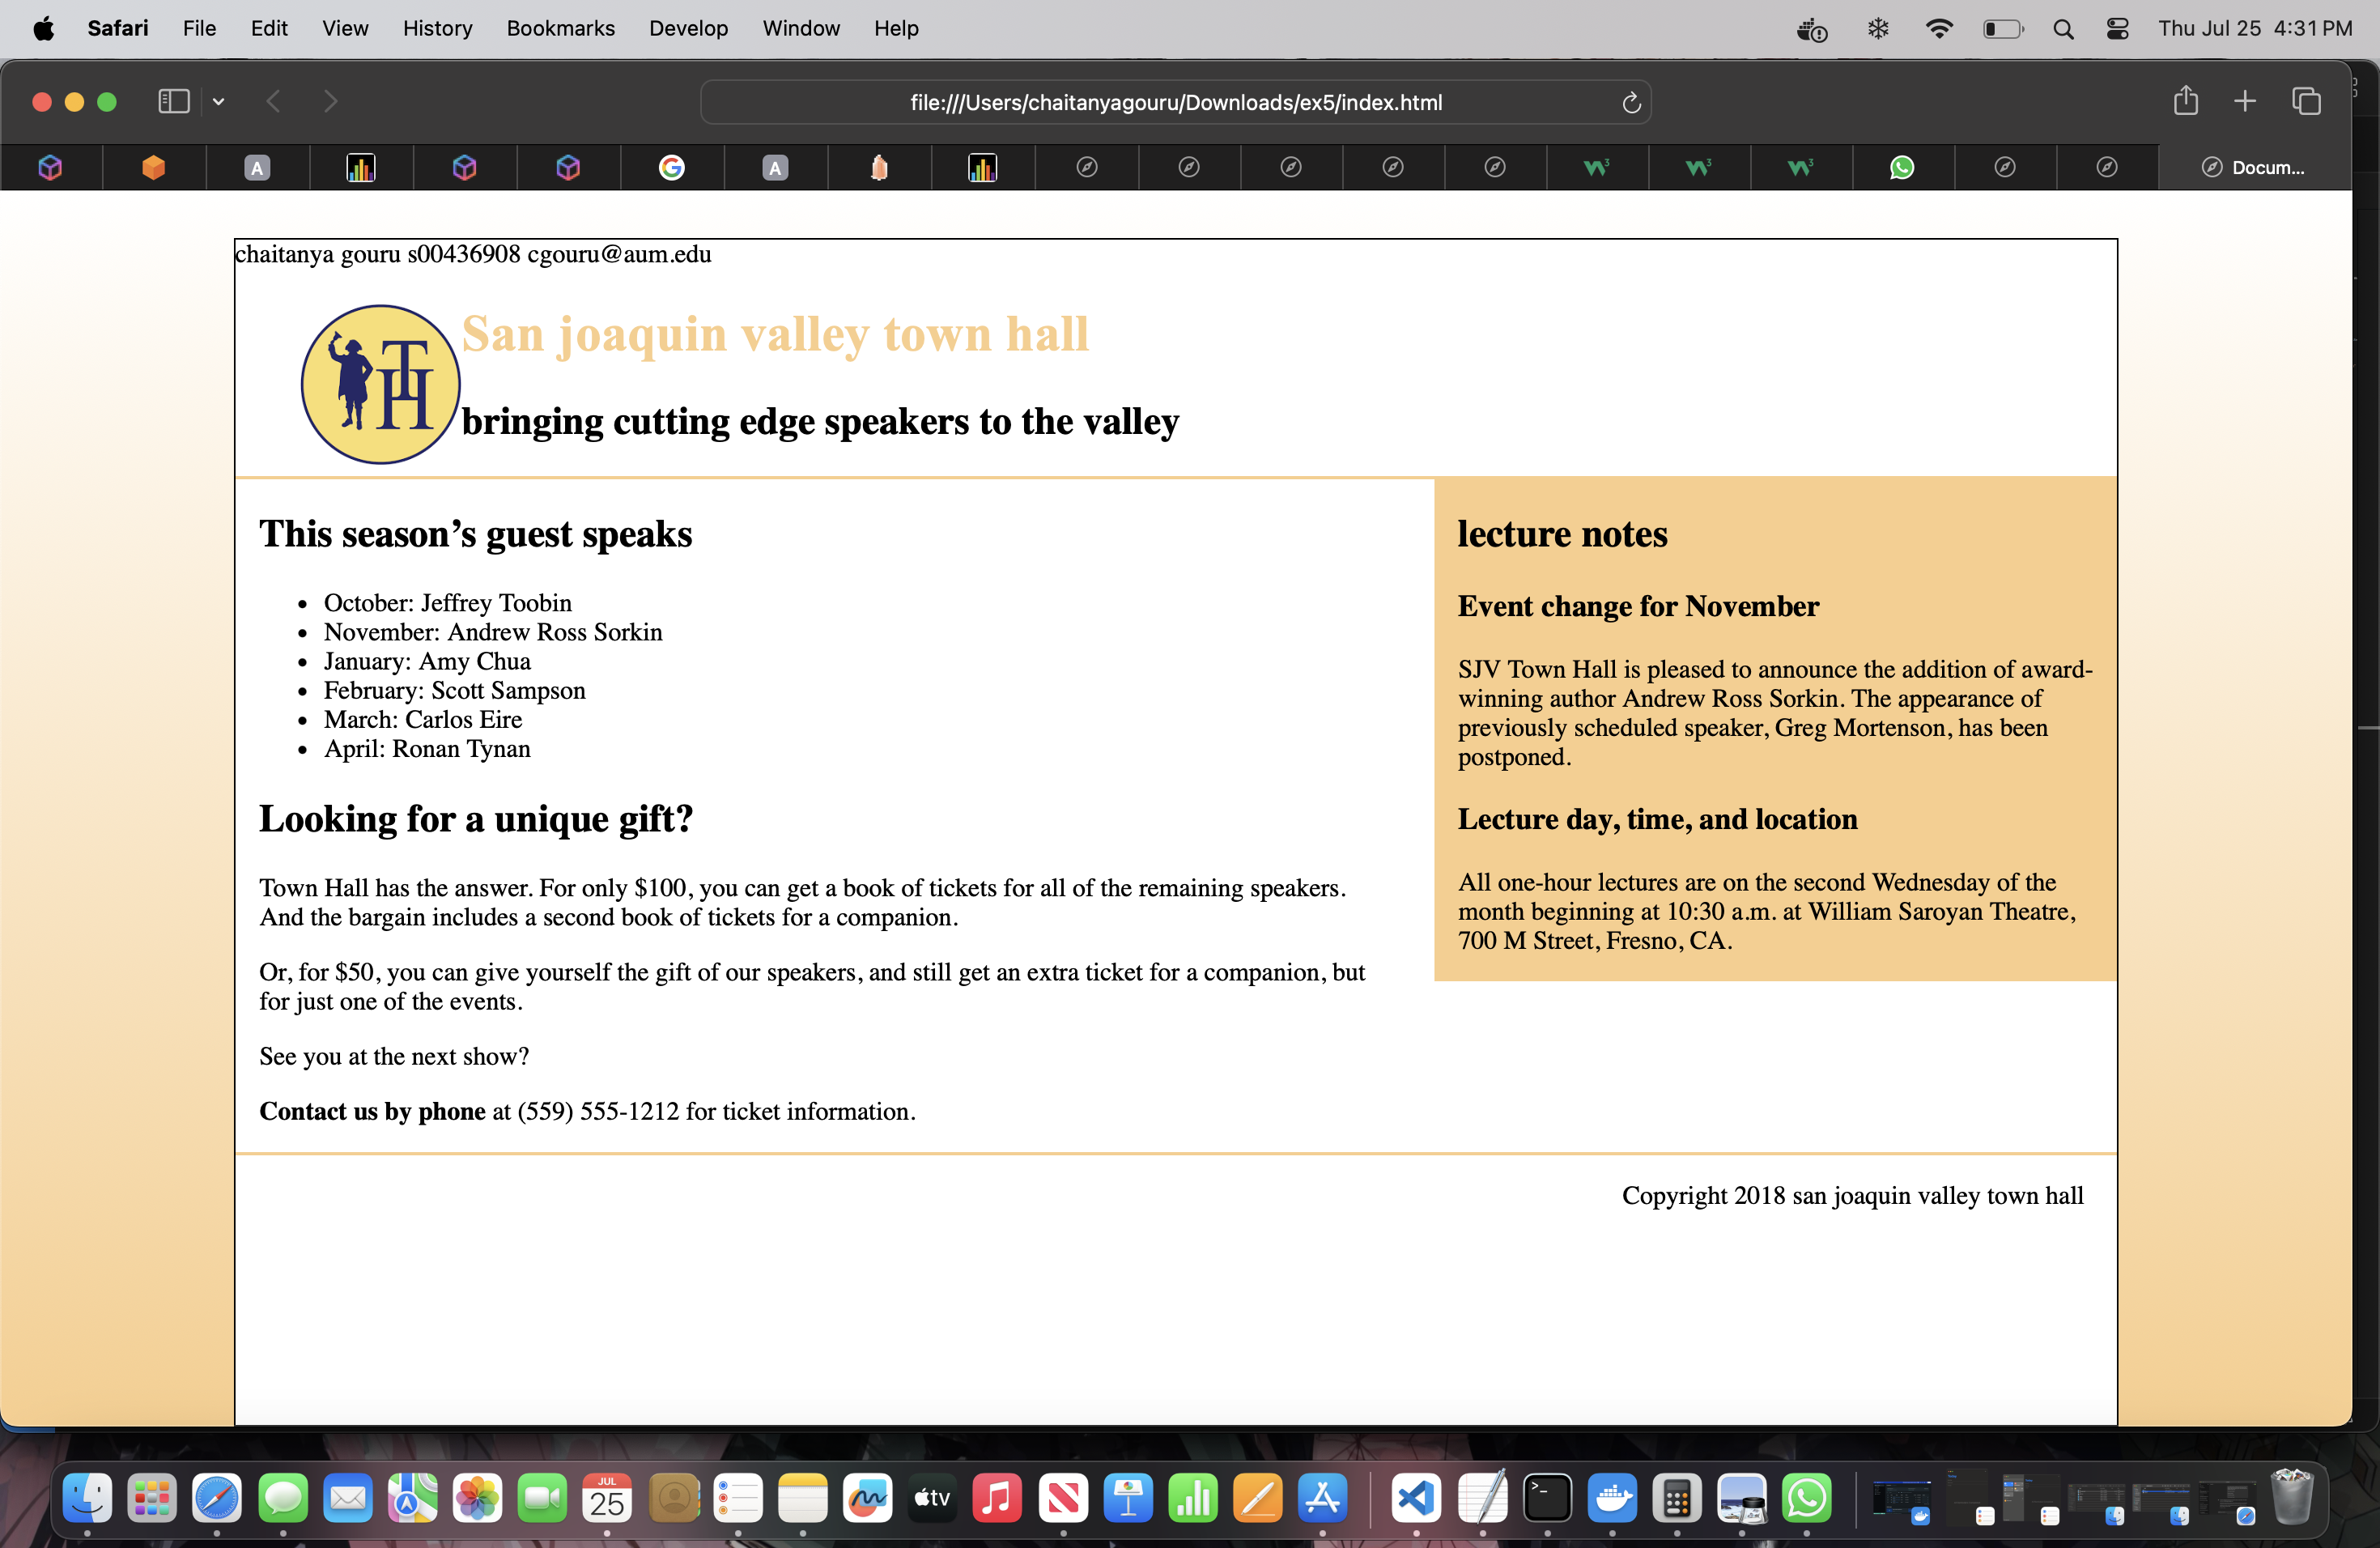 Safari File Edit View History Bookmarks Develop Window Help Thu Jul 25 4:31 PM
file:///Users/chaitanyagouru/Downloads/ex5/index.html
A A Docum...
chaitanya gouru s00436908 cgouru@aum.edu
TH
San joaquin valley town hall
bringing cutting edge speakers to the valley
This season’s guest speaks
October: Jeffrey Toobin
November: Andrew Ross Sorkin
January: Amy Chua
February: Scott Sampson
March: Carlos Eire
April: Ronan Tynan
Looking for a unique gift?
Town Hall has the answer. For only $100, you can get a book of tickets for all of the remaining speakers.
And the bargain includes a second book of tickets for a companion.
Or, for $50, you can give yourself the gift of our speakers, and still get an extra ticket for a companion, but
for just one of the events.
See you at the next show?
Contact us by phone at (559) 555-1212 for ticket information.
lecture notes
Event change for November
SJV Town Hall is pleased to announce the addition of award-
winning author Andrew Ross Sorkin. The appearance of
previously scheduled speaker, Greg Mortenson, has been
postponed.
Lecture day, time, and location
All one-hour lectures are on the second Wednesday of the
month beginning at 10:30 a.m. at William Saroyan Theatre,
700 M Street, Fresno, CA.
Copyright 2018 san joaquin valley town hall
JUL
25
tv